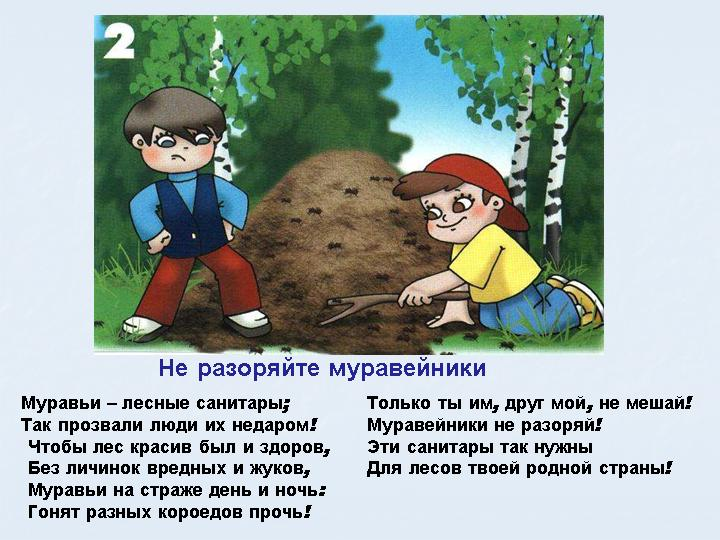 2
Не разоряйте муравейники
Муравьи – лесные санитары;
Так прозвали люди их недаром!
Чтобы лес красив был и здоров,
Без личинок вредных и жуков,
Муравьи на страже день и ночь:
Гонят разных короедов прочь!
Только ты им, друг мой, не мешай!
Муравейники не разоряй!
Эти санитары так нужны
Для лесов твоей родной страны!